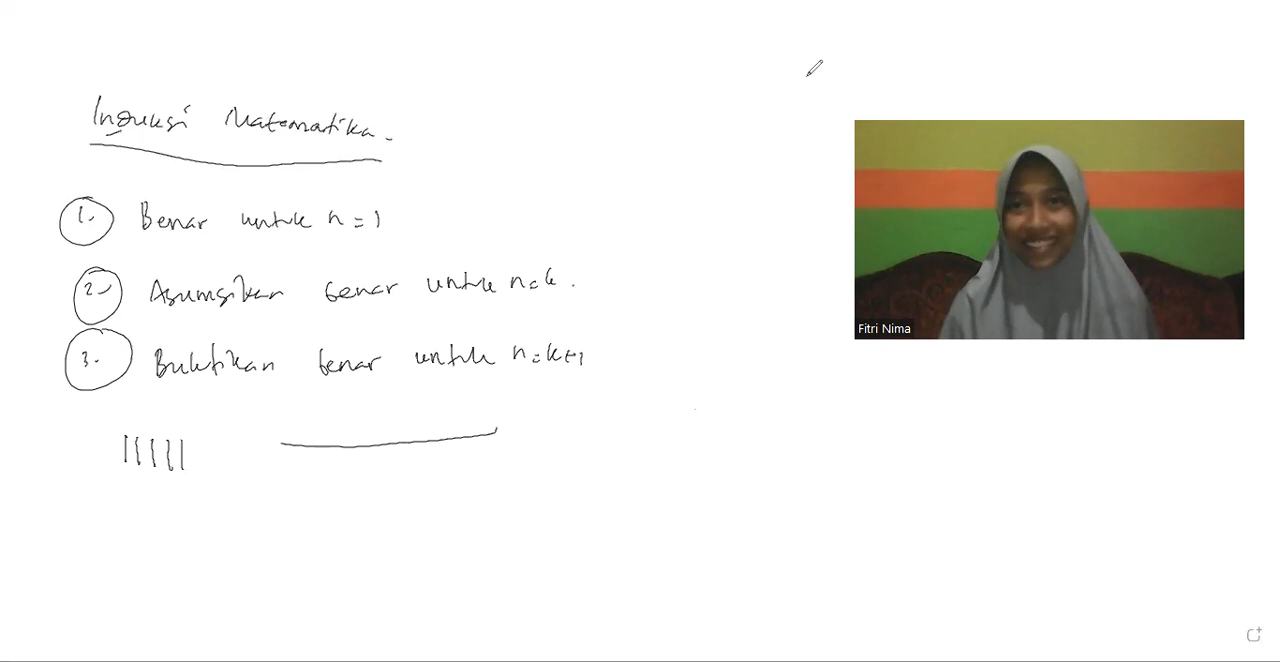 Induksi Matematika.
1. Benar untuk n = 1
2. Asumsikan benar untuk n=k.
3. Buktikan benar untuk n=k+1
Fitri Nima